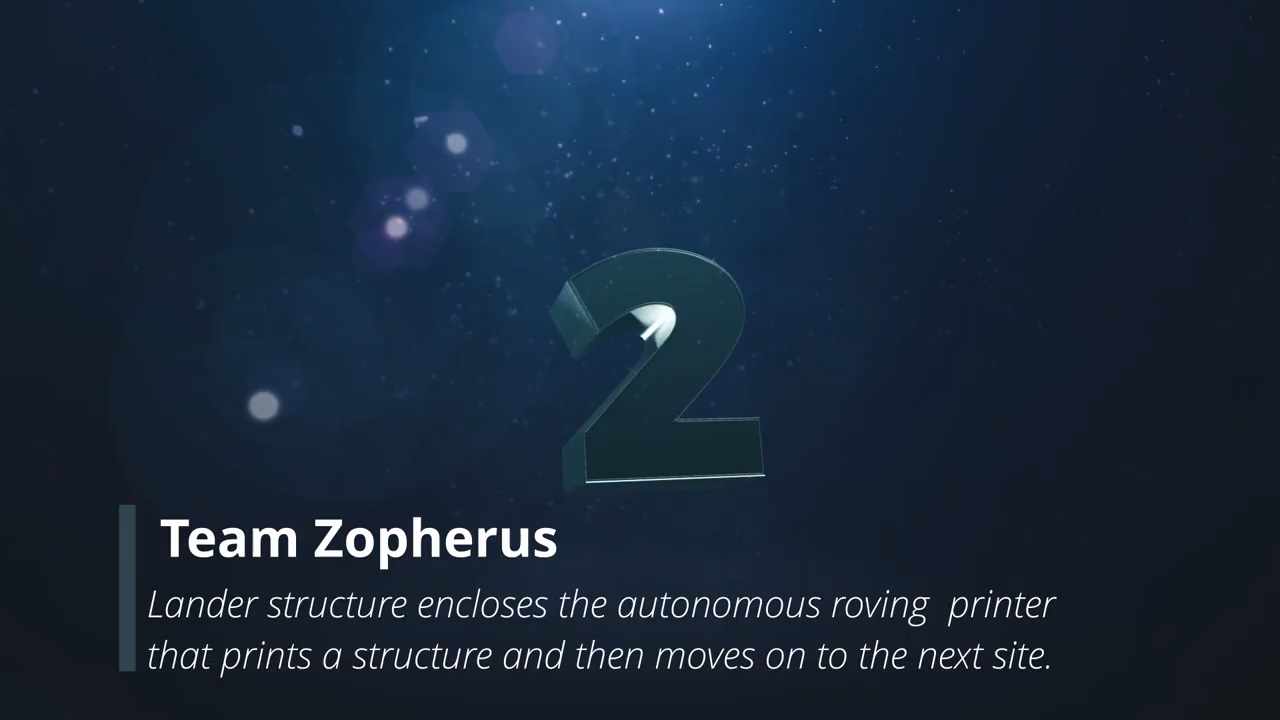 2
Team Zopherus
Lander structure encloses the autonomous roving printer
that prints a structure and then moves on to the next site.